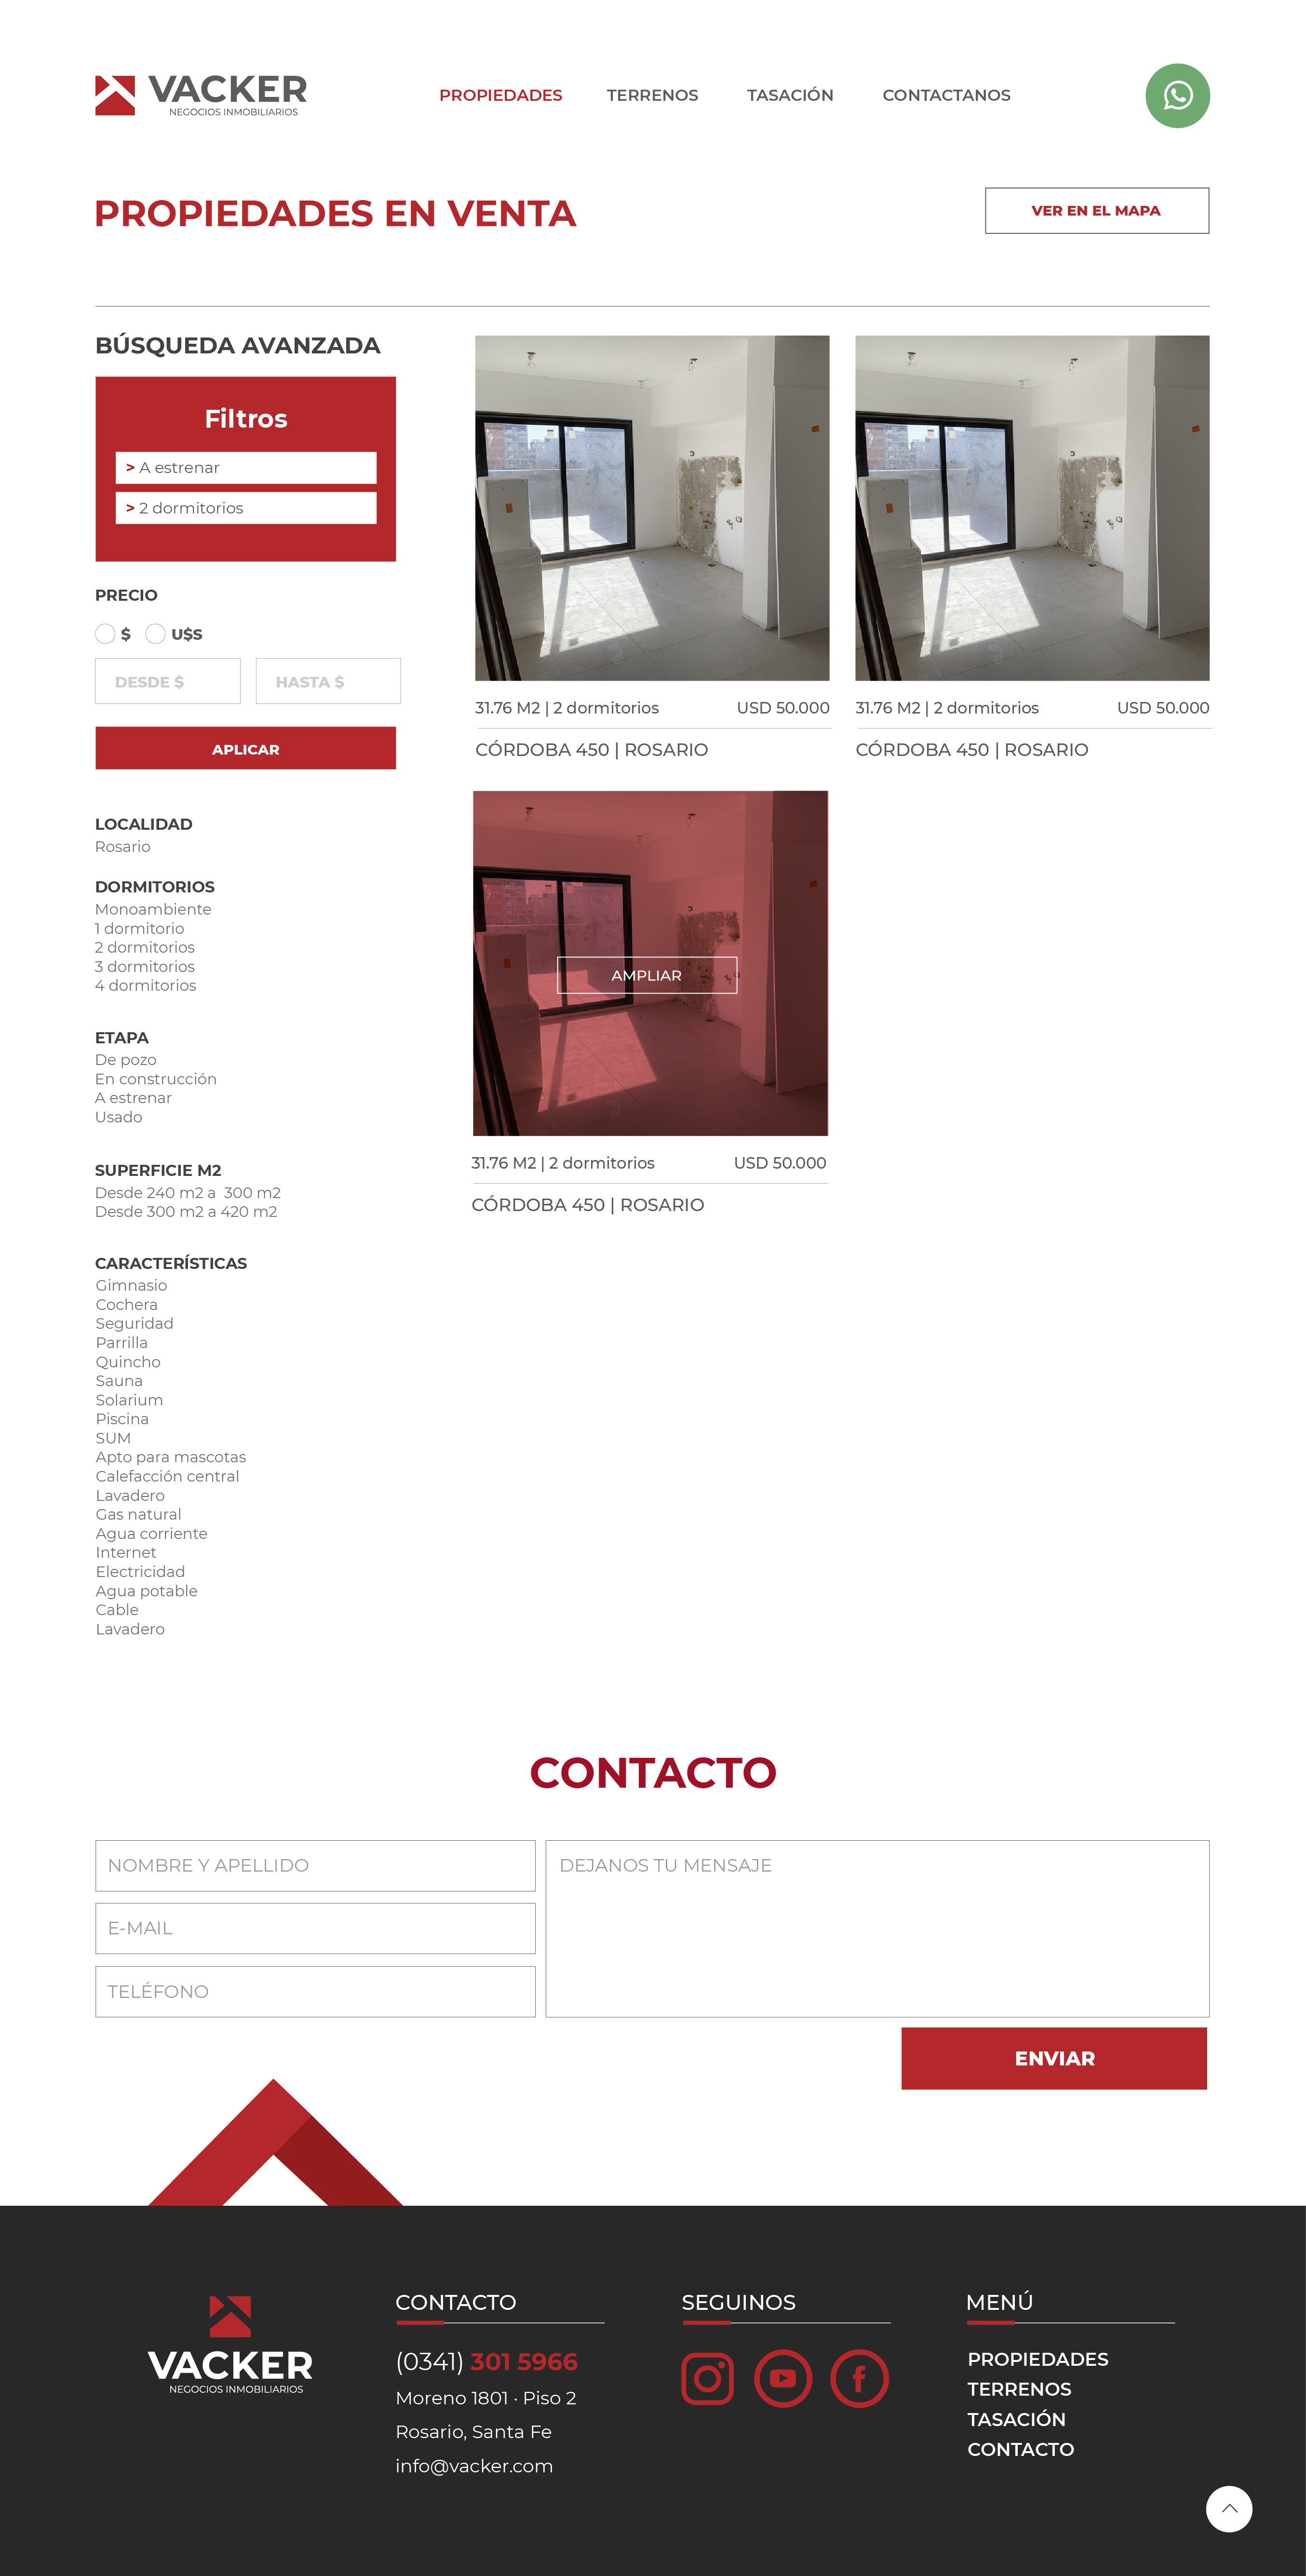 VACKER
NEGOCIOS INMOBILIARIOS
PROPIEDADES
TERRENOS
TASACIÓN
CONTACTANOS
PROPIEDADES EN VENTA
VER EN EL MAPA
BÚSQUEDA AVANZADA
Filtros
> A estrenar
> 2 dormitorios
PRECIO
$
U$S
DESDE $
HASTA $
APLICAR
LOCALIDAD
Rosario
DORMITORIOS
Monoambiente
1 dormitorio
2 dormitorios
3 dormitorios
4 dormitorios
ETAPA
De pozo
En construcción
A estrenar
Usado
SUPERFICIE M2
Desde 240 m2 a  300 m2
Desde 300 m2 a 420 m2
CARACTERÍSTICAS
Gimnasio
Cochera
Seguridad
Parrilla
Quincho
Sauna
Solarium
Piscina
SUM
Apto para mascotas
Calefacción central
Lavadero
Gas natural
Agua corriente
Internet
Electricidad
Agua potable
Cable
Lavadero
31.76 M2 | 2 dormitorios
USD 50.000
CÓRDOBA 450 | ROSARIO
31.76 M2 | 2 dormitorios
USD 50.000
CÓRDOBA 450 | ROSARIO
AMPLIAR
31.76 M2 | 2 dormitorios
USD 50.000
CÓRDOBA 450 | ROSARIO
CONTACTO
NOMBRE Y APELLIDO
E-MAIL
TELÉFONO
DEJANOS TU MENSAJE
ENVIAR
VACKER
NEGOCIOS INMOBILIARIOS
CONTACTO
(0341) 301 5966
Moreno 1801 · Piso 2
Rosario, Santa Fe
info@vacker.com
SEGUINOS
MENÚ
PROPIEDADES
TERRENOS
TASACIÓN
CONTACTO